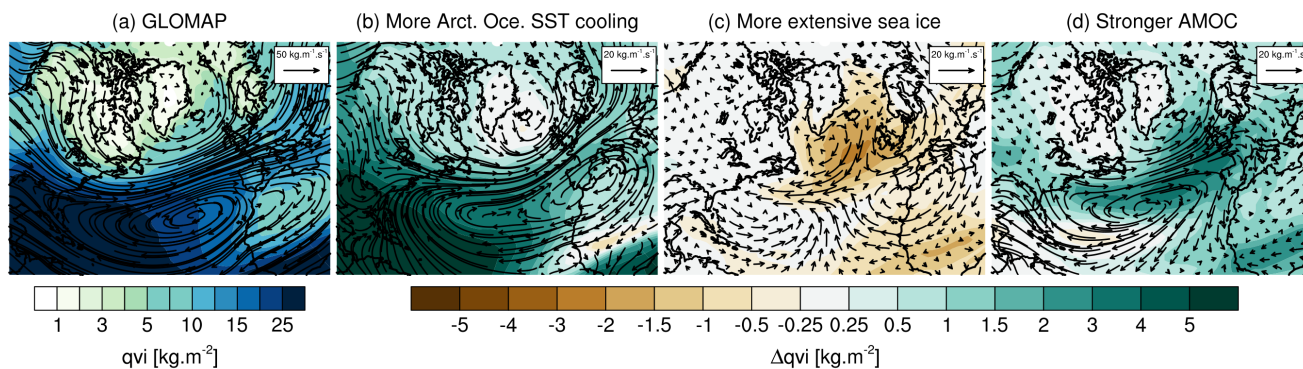 (a) GLOMAP
(b) More Arct. Oce. SST cooling
(c) More extensive sea ice
(d) Stronger AMOC
50 kg.m⁻¹.s⁻¹
20 kg.m⁻¹.s⁻¹
20 kg.m⁻¹.s⁻¹
20 kg.m⁻¹.s⁻¹
1 3 5 10 15 25
qvi [kg.m⁻²]
-5 -4 -3 -2 -1.5 -1 -0.5 -0.25 0.25 0.5 1 1.5 2 3 4 5
Δqvi [kg.m⁻²]